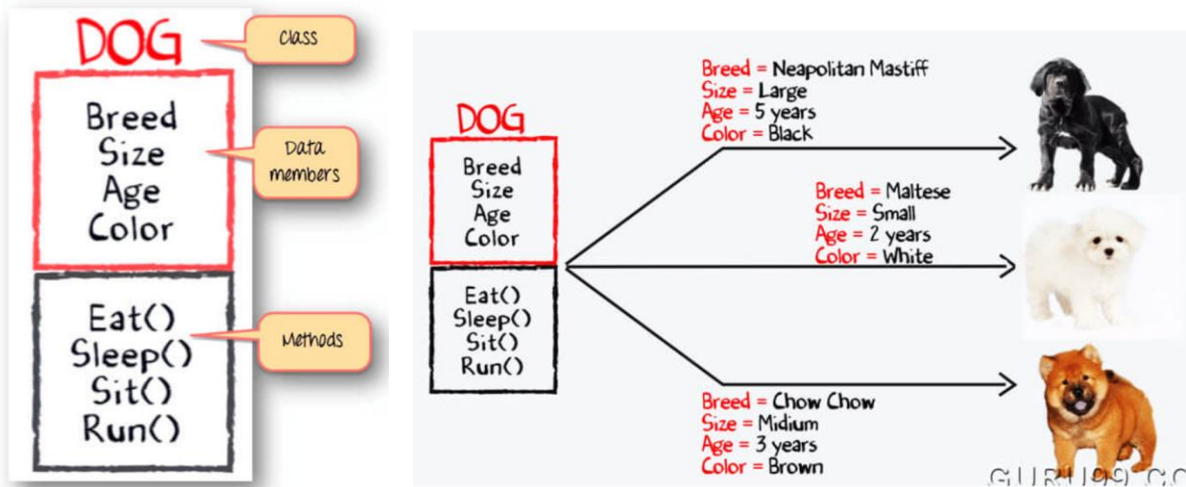 DOG
Class
Breed
Size
Age
Color
Data
members
Eat()
Sleep()
Sit()
Run()
Methods
DOG
Breed
Size
Age
Color
Eat()
Sleep()
Sit()
Run()
Breed = Neapolitan Mastiff
Size = Large
Age = 5 years
Color = Black
Breed = Maltese
Size = Small
Age = 2 years
Color = White
Breed = Chow Chow
Size = Midium
Age = 3 years
Color = Brown